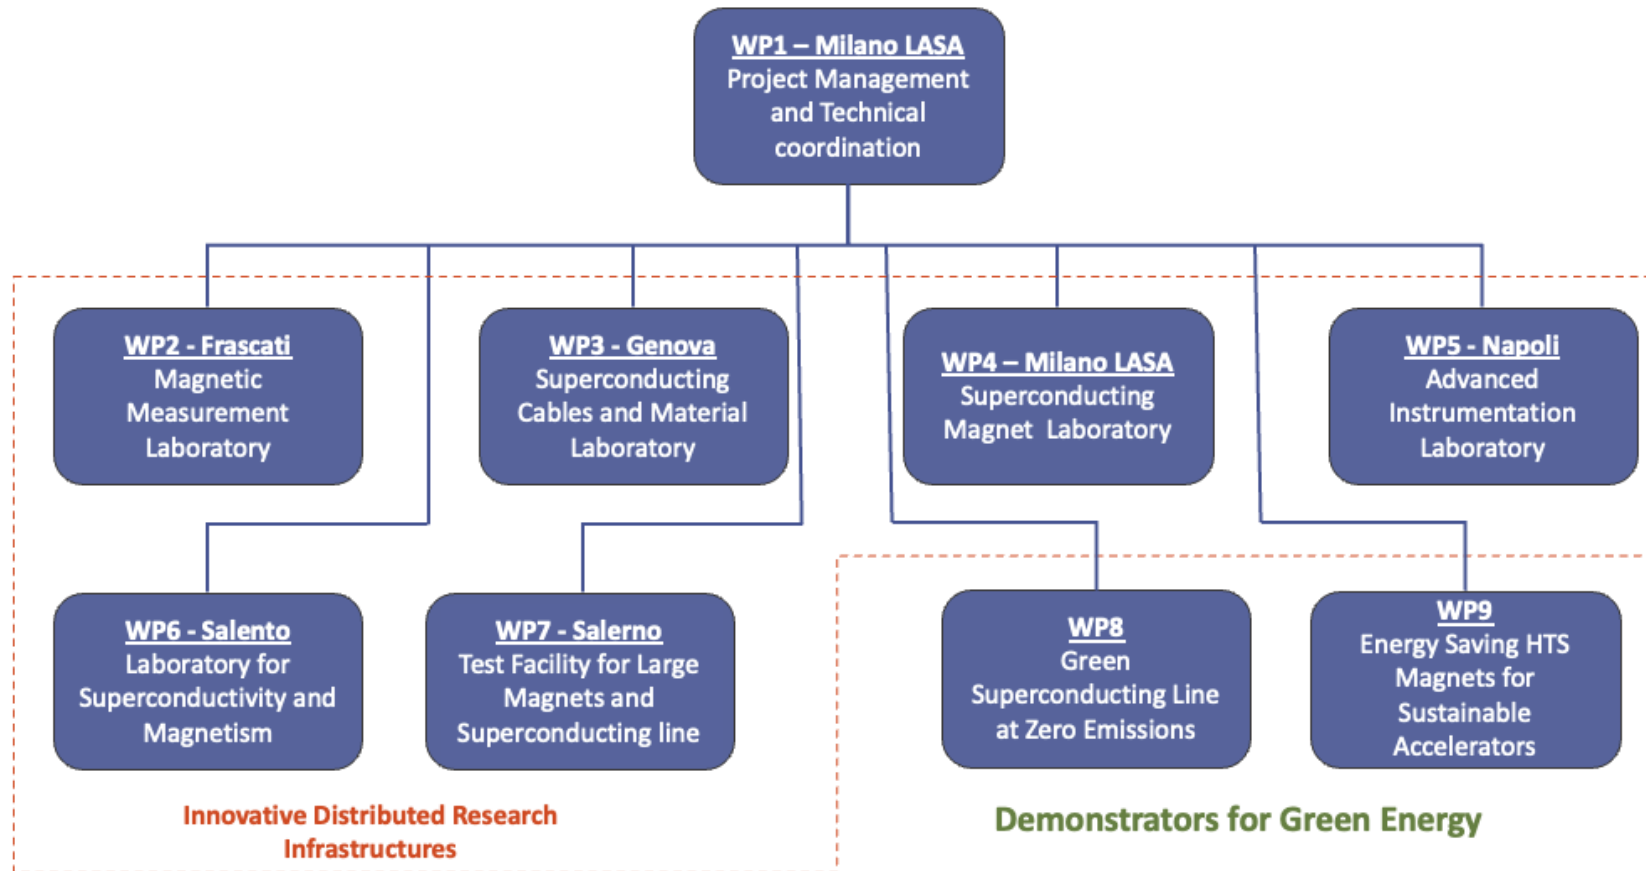 WP1 – Milano LASA
Project Management
and Technical
coordination
WP2 - Frascati
Magnetic
Measurement
Laboratory
WP3 - Genova
Superconducting
Cables and Material
Laboratory
WP4 – Milano LASA
Superconducting
Magnet Laboratory
WP5 - Napoli
Advanced
Instrumentation
Laboratory
WP6 - Salento
Laboratory for
Superconductivity and
Magnetism
WP7 - Salerno
Test Facility for Large
Magnets and
Superconducting line
WP8
Green
Superconducting Line
at Zero Emissions
WP9
Energy Saving HTS
Magnets for
Sustainable
Accelerators
Innovative Distributed Research
Infrastructures
Demonstrators for Green Energy